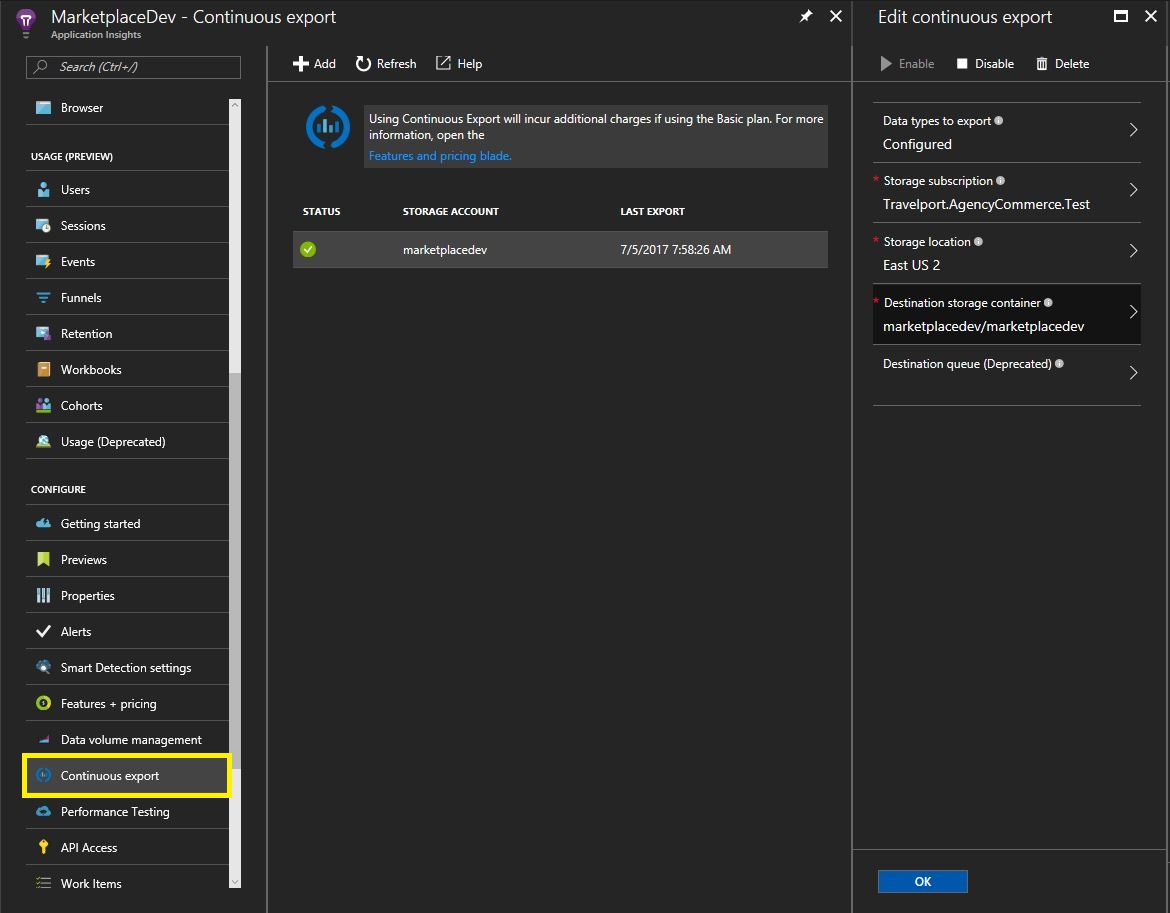 MarketplaceDev - Continuous export
Application Insights
Search (Ctrl+/)
Browser
USAGE (PREVIEW)
Users
Sessions
Events
Funnels
Retention
Workbooks
Cohorts
Usage (Deprecated)
CONFIGURE
Getting started
Previews
Properties
Alerts
Smart Detection settings
Features + pricing
Data volume management
Continuous export
Performance Testing
API Access
Work Items
Add Refresh Help
Using Continuous Export will incur additional charges if using the Basic plan. For more
information, open the
Features and pricing blade.
STATUS STORAGE ACCOUNT LAST EXPORT
marketplacedev 7/5/2017 7:58:26 AM
Edit continuous export
Enable Disable Delete
Data types to export
Configured
* Storage subscription
Travelport.AgencyCommerce.Test
* Storage location
East US 2
* Destination storage container
marketplacedev/marketplacedev
Destination queue (Deprecated)
OK